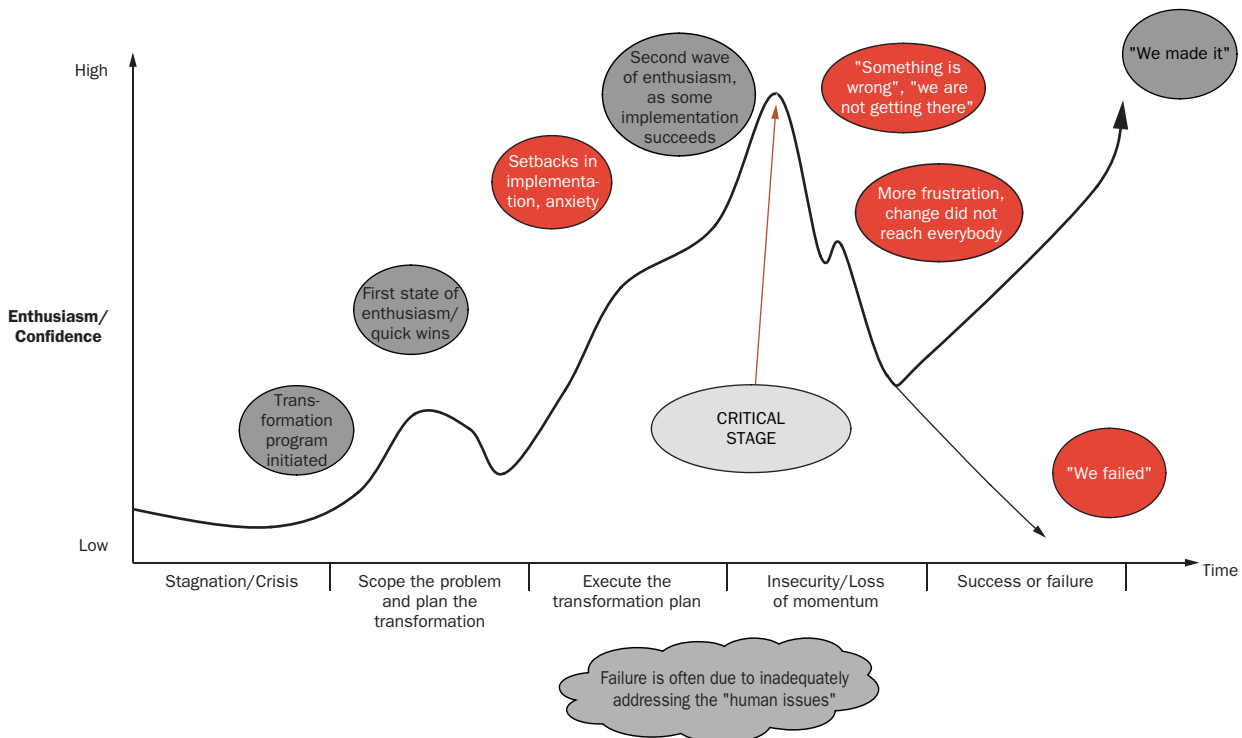 High
Enthusiasm/
Confidence
Low
Trans-
formation
program
initiated
First state of
enthusiasm/
quick wins
Setbacks in
implementa-
tion, anxiety
Second wave
of enthusiasm,
as some
implementation
succeeds
"Something is
wrong", "we are
not getting there"
More frustration,
change did not
reach everybody
"We made it"
CRITICAL
STAGE
"We failed"
Time
Stagnation/Crisis
Scope the problem
and plan the
transformation
Execute the
transformation plan
Insecurity/Loss
of momentum
Success or failure
Failure is often due to inadequately
addressing the "human issues"